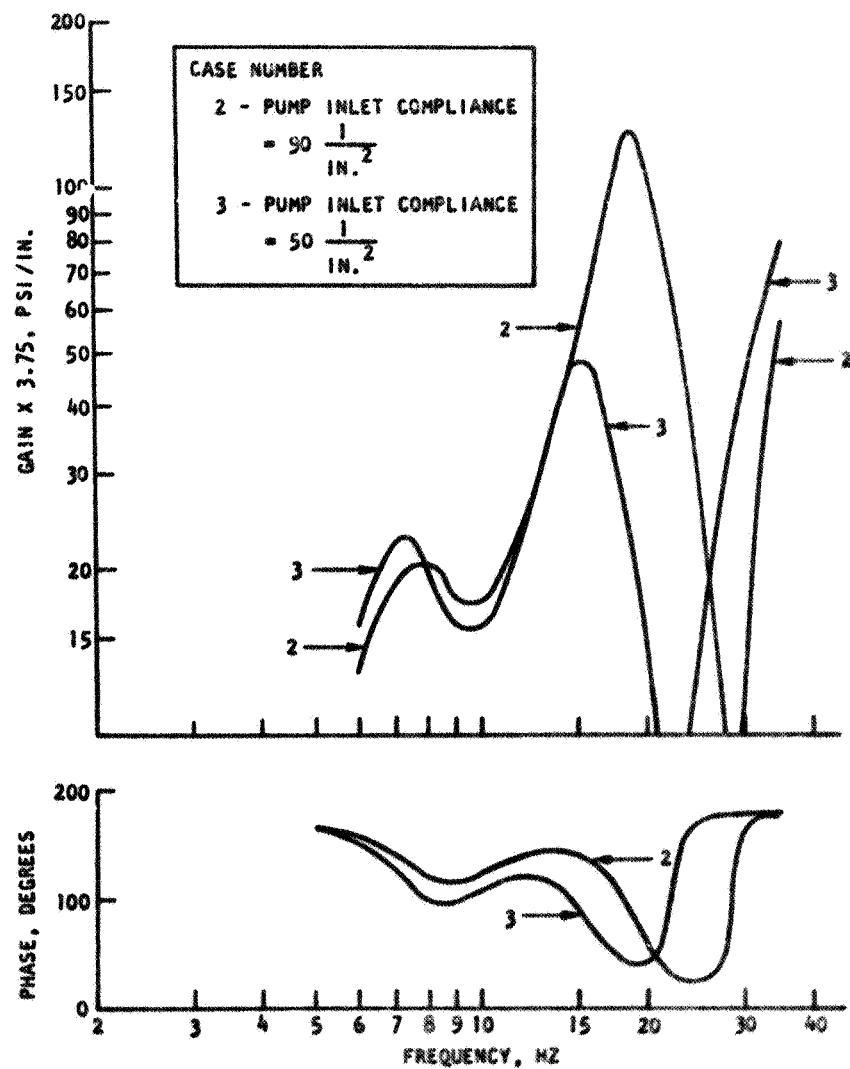 200
150
100
90
80
70
60
50
40
30
20
15
GAIN X 3.75, PSI/IN.
CASE NUMBER
2 - PUMP INLET COMPLIANCE
= 90 1/IN.²
3 - PUMP INLET COMPLIANCE
= 50 1/IN.²
3
2
2
3
3
2
200
100
0
PHASE, DEGREES
2
3
2 3 4 5 6 7 8 9 10 15 20 30 40
FREQUENCY, HZ